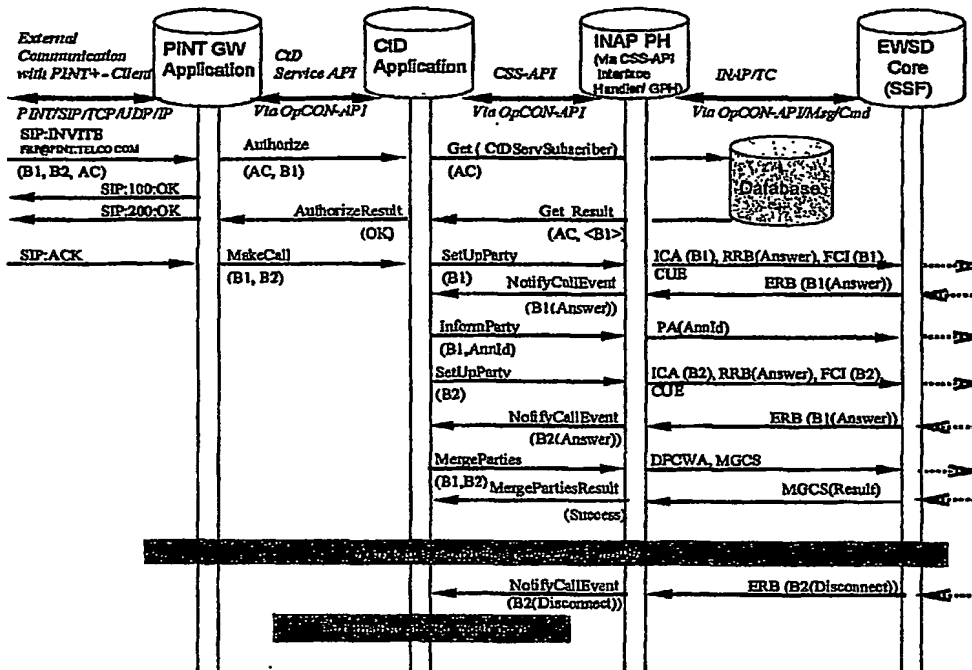 External
Communication
with PINT+-Client
PINT/SIP/TCP/UDP/IP
PINT GW
Application
CtD
Service API
Via OpCON-API
CtD
Application
CSS-API
Via OpCON-API
INAP PH
(Ma CSS-API
Interface
Handler/ GPH)
INAP/TC
Via OpCON-API/Msg/Cmd
EWSD
Core
(SSF)
SIP:INVITE
(B1, B2, AC)
Authorize
(AC, B1)
Get ( CtDServSubscriber)
(AC)
Database
SIP:100:OK
SIP:200:OK
AuthorizeResult
(OK)
Get_Result
(AC, <B1>)
SIP:ACK
MakeCall
(B1, B2)
SetUpParty
(B1)
ICA (B1), RRB(Answer), FCI (B1),
CUE
NotifyCallEvent
(B1(Answer))
ERB (B1(Answer))
InformParty
(B1,AnnId)
PA(AnnId)
SetUpParty
(B2)
ICA (B2), RRB(Answer), FCI (B2),
CUE
NotifyCallEvent
(B2(Answer))
ERB (B1(Answer))
MergeParties
(B1,B2)
DPCWA, MGCS
MergePartiesResult
(Success)
MGCS(Result)
NotifyCallEvent
(B2(Disconnect))
ERB (B2(Disconnect))